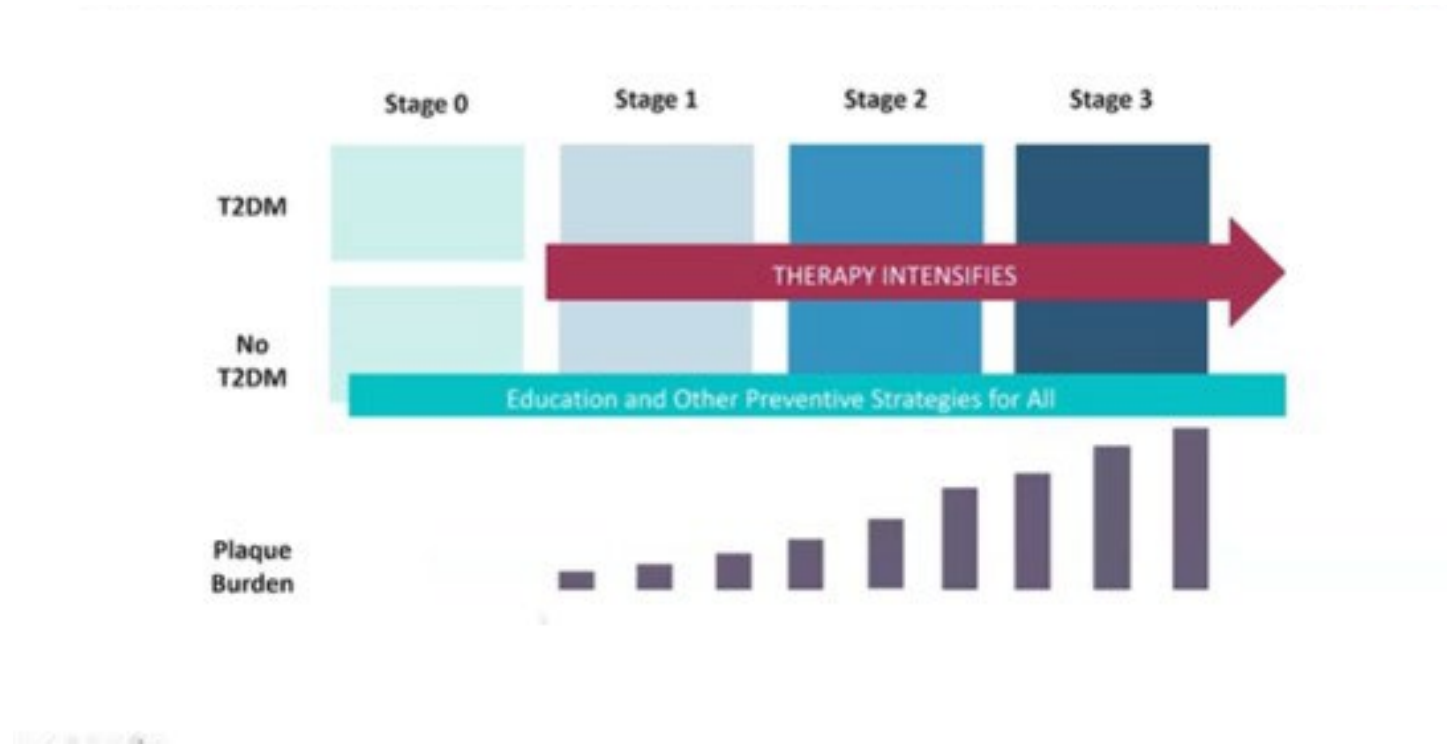 Stage 0
Stage 1
Stage 2
Stage 3
T2DM
THERAPY INTENSIFIES
No
T2DM
Education and Other Preventive Strategies for All
Plaque
Burden